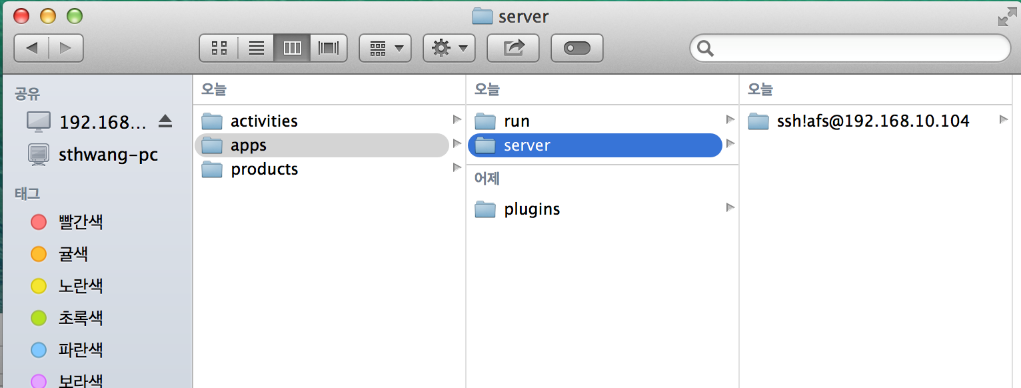 server
공유
192.168...
sthwang-pc
태그
빨간색
귤색
노란색
초록색
파란색
보라색
오늘
activities
apps
products
오늘
run
server
어제
plugins
오늘
ssh!afs@192.168.10.104